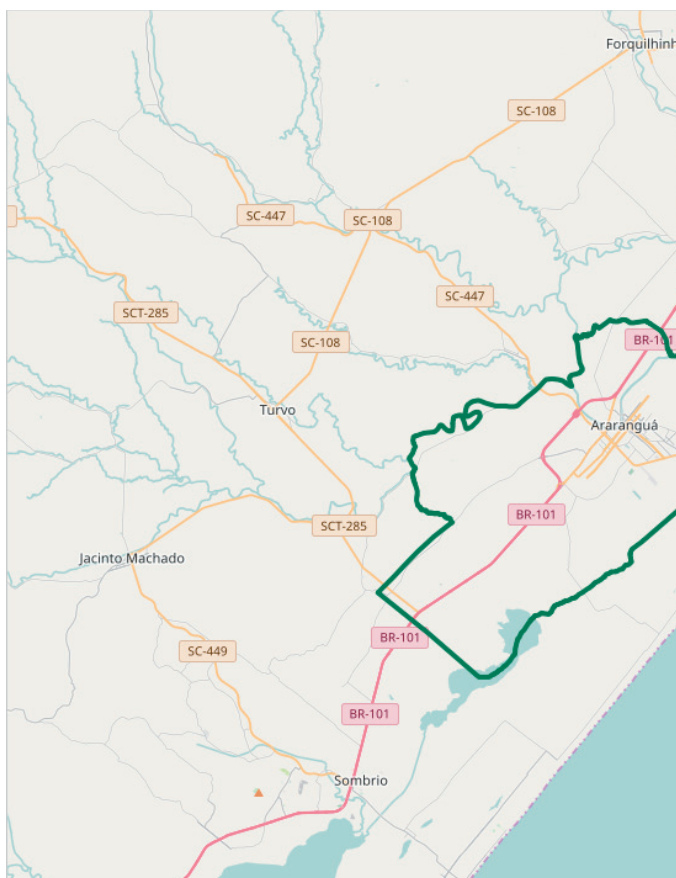 Forquilhinh
SC-108
SC-447
SC-108
SC-447
SCT-285
SC-108
BR-101
Turvo
Araranguá
BR-101
SCT-285
Jacinto Machado
BR-101
SC-449
BR-101
Sombrio